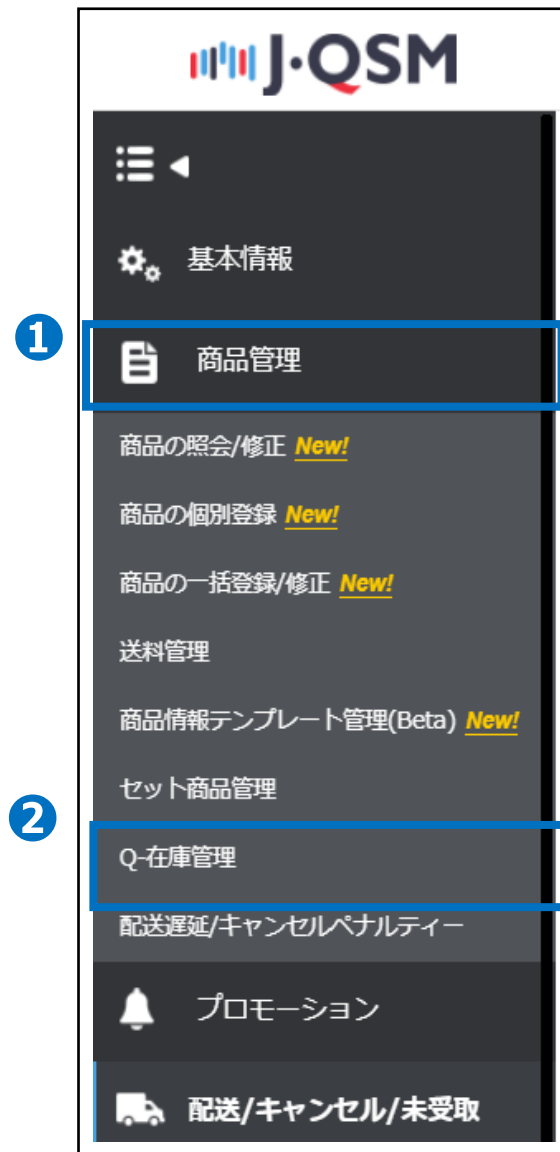 J·QSM
基本情報
1
商品管理
商品の照会/修正 New!
商品の個別登録 New!
商品の一括登録/修正 New!
送料管理
商品情報テンプレート管理(Beta) New!
セット商品管理
2
Q-在庫管理
配送遅延/キャンセルペナルティー
プロモーション
配送/キャンセル/未受取